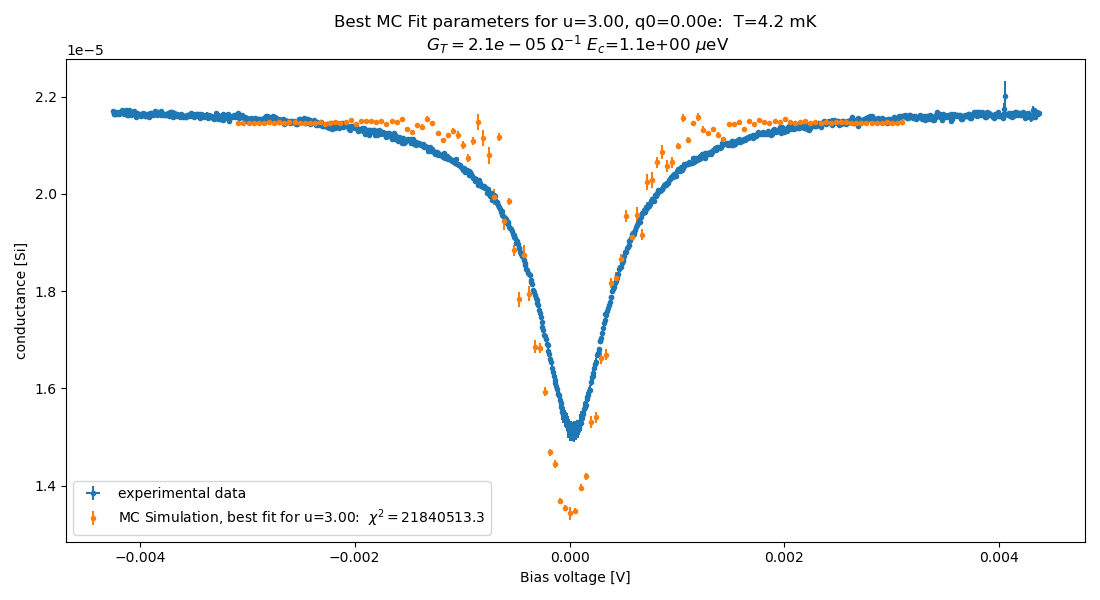 Best MC Fit parameters for u=3.00, q0=0.00e:  T=4.2 mK
$G_T = 2.1e-05\ \Omega^{-1}$ $E_c$=1.1e+00 $\mu$eV
1e−5
2.2
2.0
1.8
1.6
1.4
conductance [Si]
experimental data
MC Simulation, best fit for u=3.00:  $\chi^2 = 21840513.3$
−0.004
−0.002
0.000
0.002
0.004
Bias voltage [V]